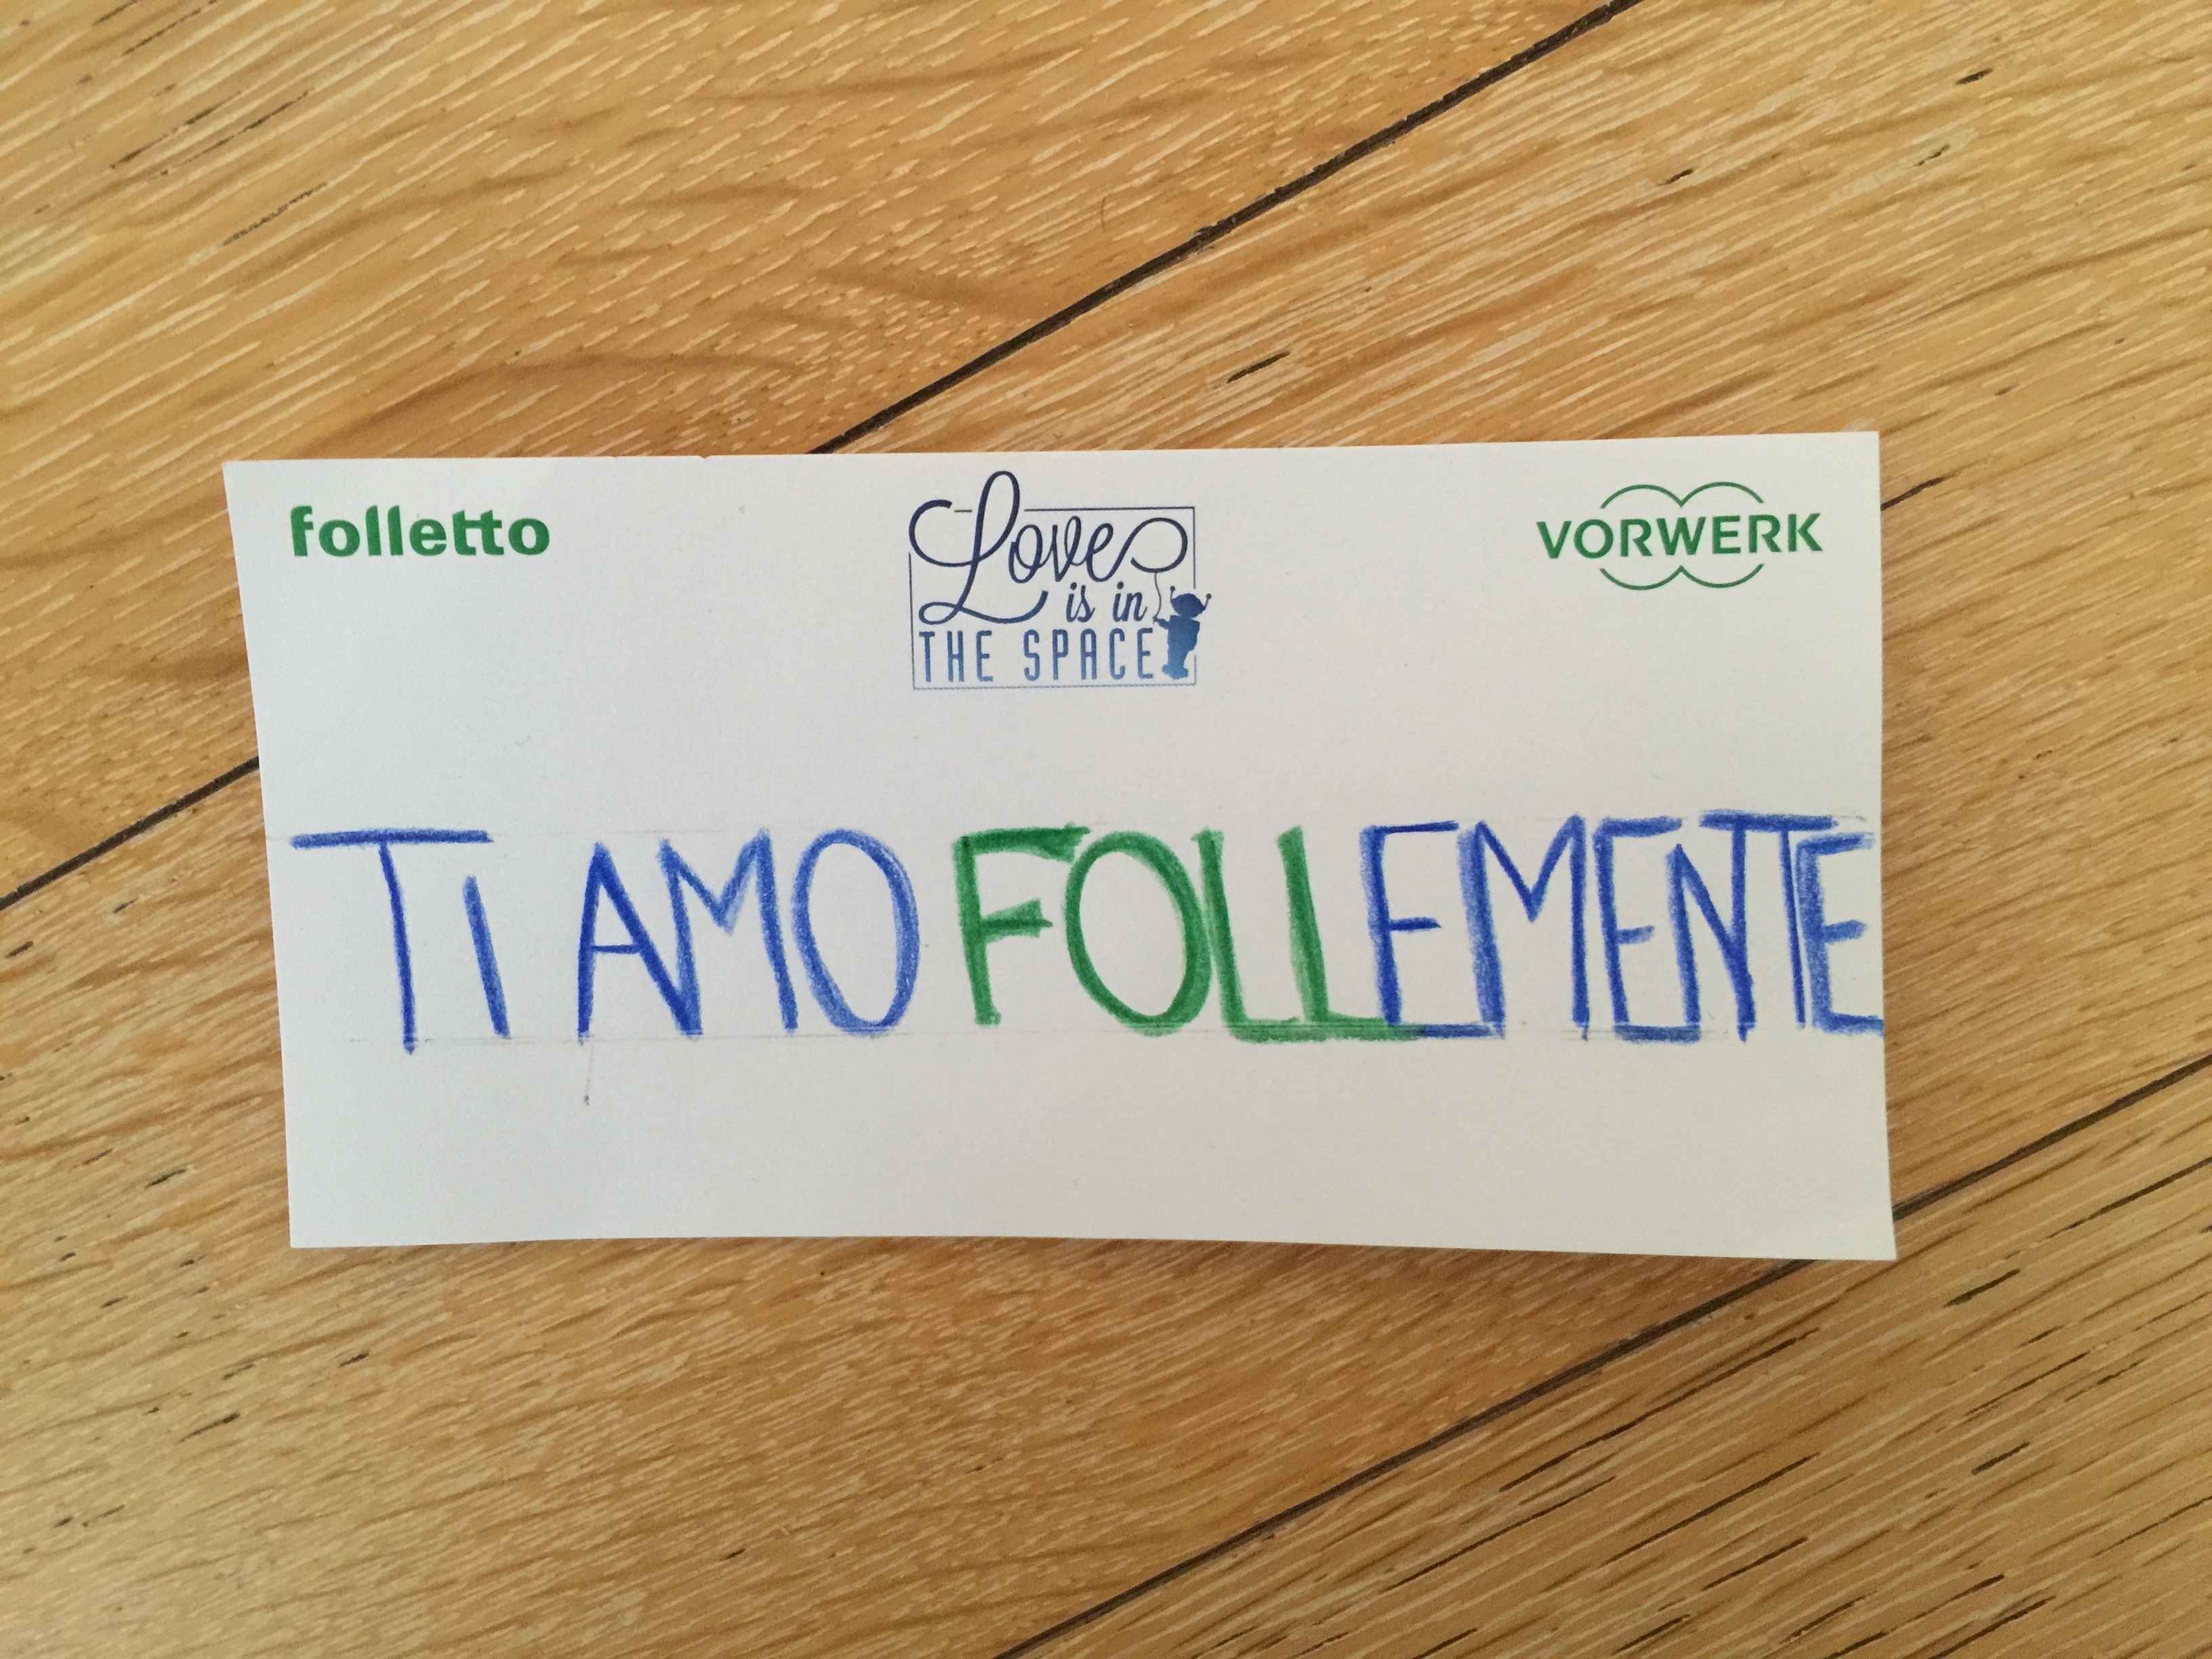 folletto
Love
is in
THE SPACE
VORWERK
TI AMO FOLLEMENTE